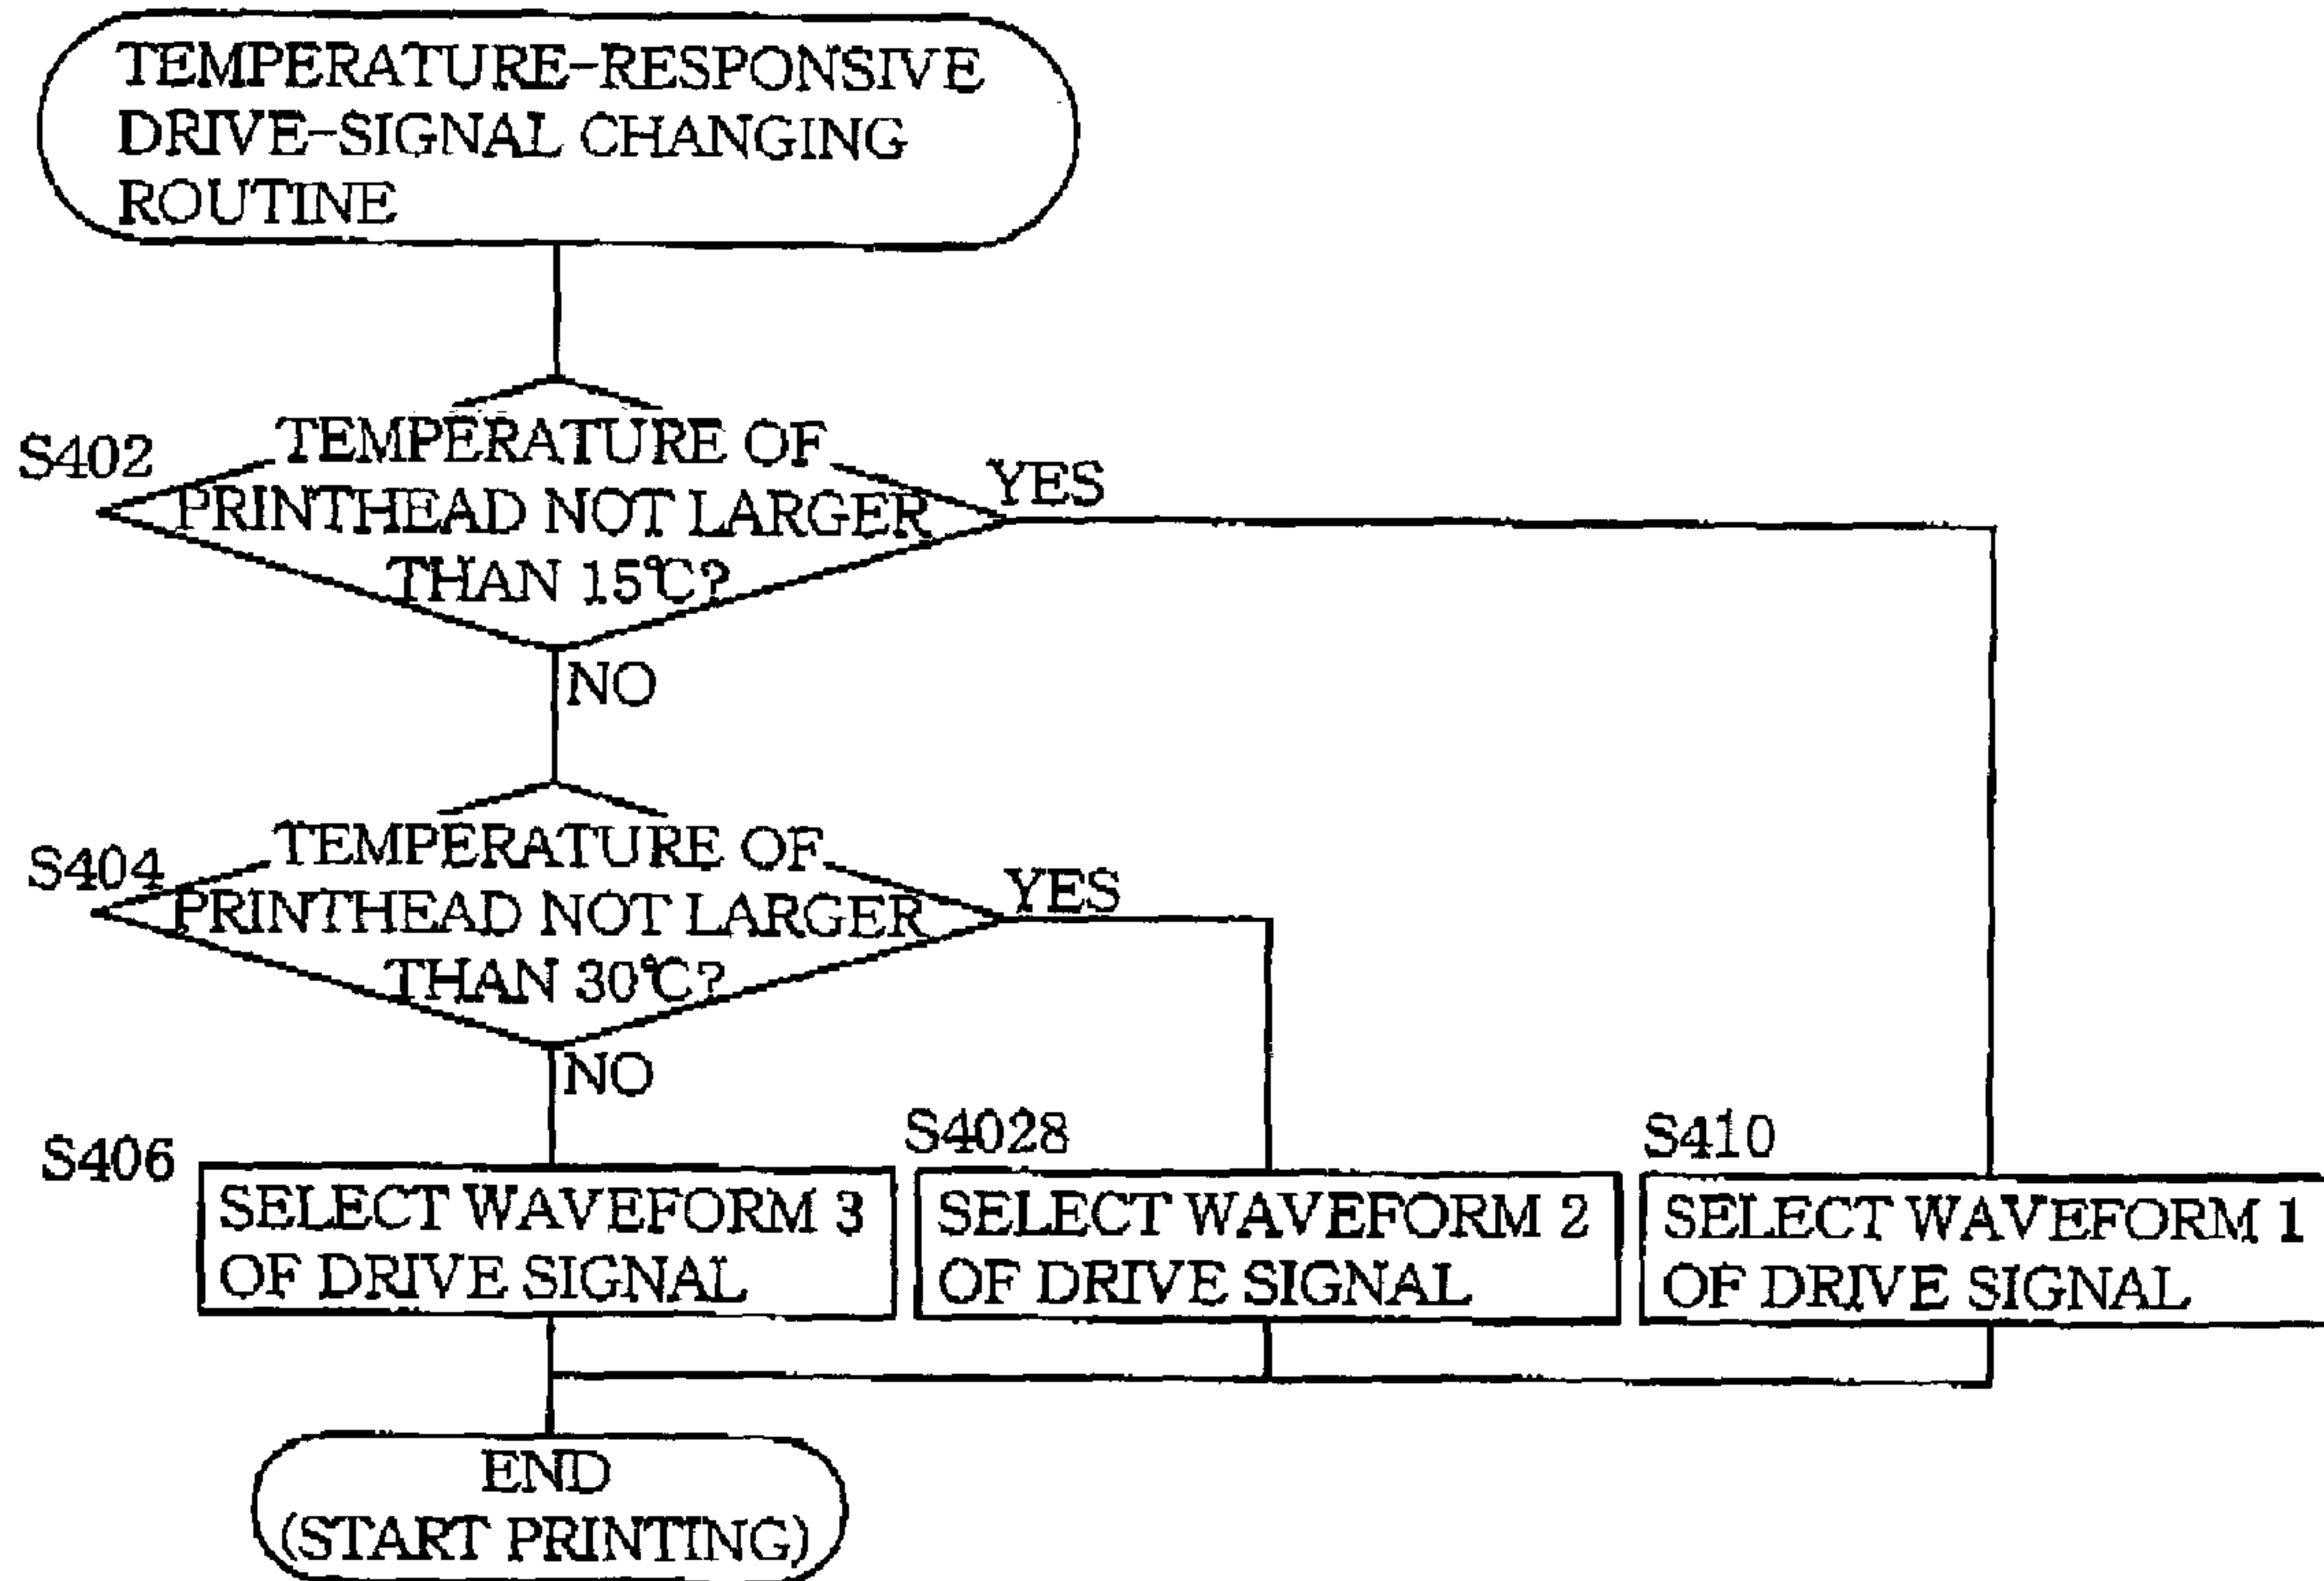 TEMPERATURE-RESPONSIVE
DRIVE-SIGNAL CHANGING
ROUTINE
S402
TEMPERATURE OF
PRINTHEAD NOT LARGER
THAN 15℃?
YES
NO
S404
TEMPERATURE OF
PRINTHEAD NOT LARGER
THAN 30℃?
YES
NO
S406
SELECT WAVEFORM 3
OF DRIVE SIGNAL
S4028
SELECT WAVEFORM 2
OF DRIVE SIGNAL
S410
SELECT WAVEFORM 1
OF DRIVE SIGNAL
END
(START PRINTING)